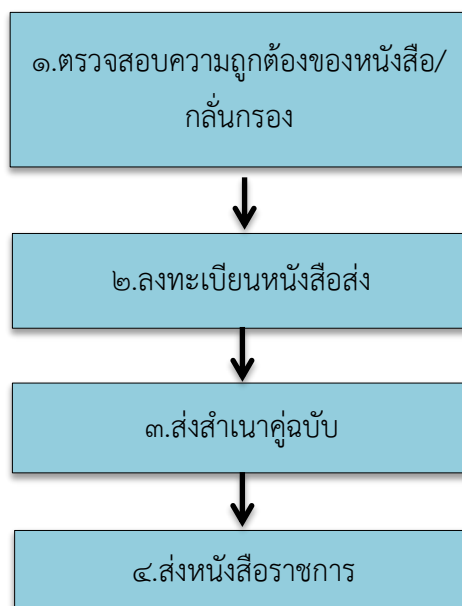 ๑.ตรวจสอบความถูกต้องของหนังสือ/
กลั่นกรอง
๒.ลงทะเบียนหนังสือส่ง
๓.ส่งสำเนาคู่ฉบับ
๔.ส่งหนังสือราชการ